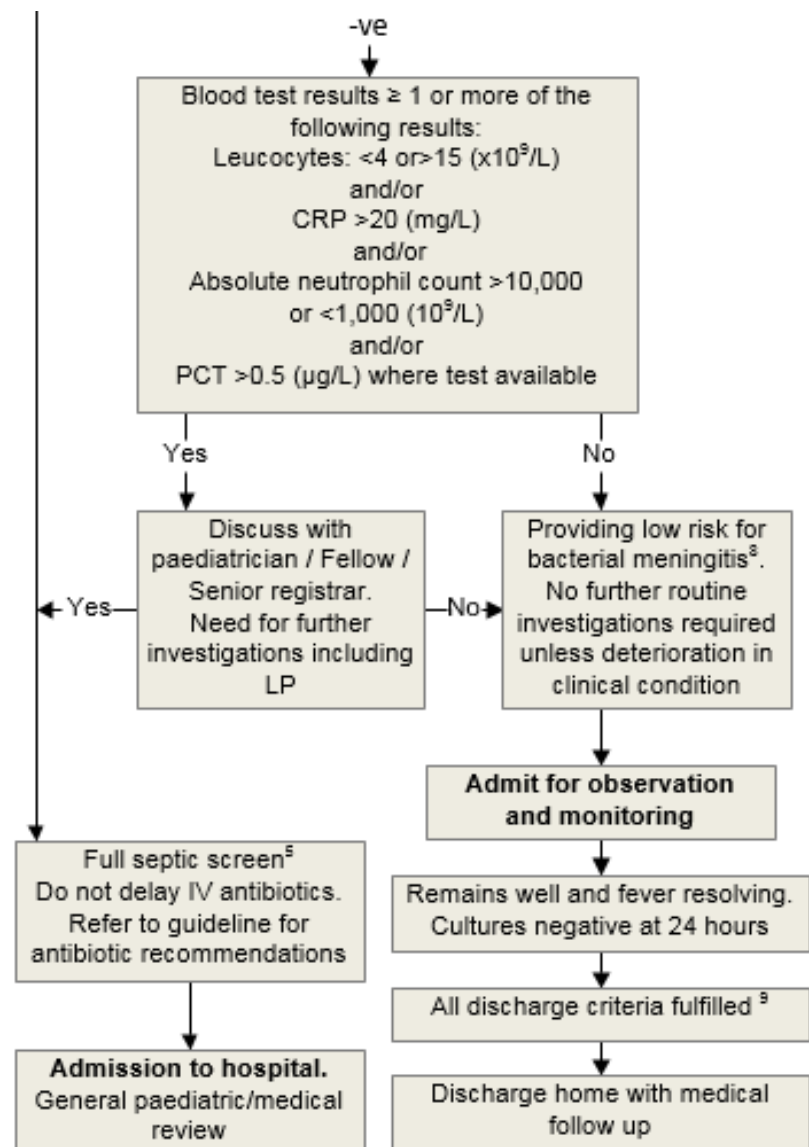 -ve
Blood test results ≥ 1 or more of the
following results:
Leucocytes: <4 or>15 (x10⁹/L)
and/or
CRP >20 (mg/L)
and/or
Absolute neutrophil count >10,000
or <1,000 (10⁹/L)
and/or
PCT >0.5 (µg/L) where test available
Yes
No
Discuss with
paediatrician / Fellow /
Senior registrar.
Need for further
investigations including
LP
Yes
No
Providing low risk for
bacterial meningitis⁸.
No further routine
investigations required
unless deterioration in
clinical condition
Admit for observation
and monitoring
Full septic screen⁵
Do not delay IV antibiotics.
Refer to guideline for
antibiotic recommendations
Remains well and fever resolving.
Cultures negative at 24 hours
All discharge criteria fulfilled ⁹
Admission to hospital.
General paediatric/medical
review
Discharge home with medical
follow up